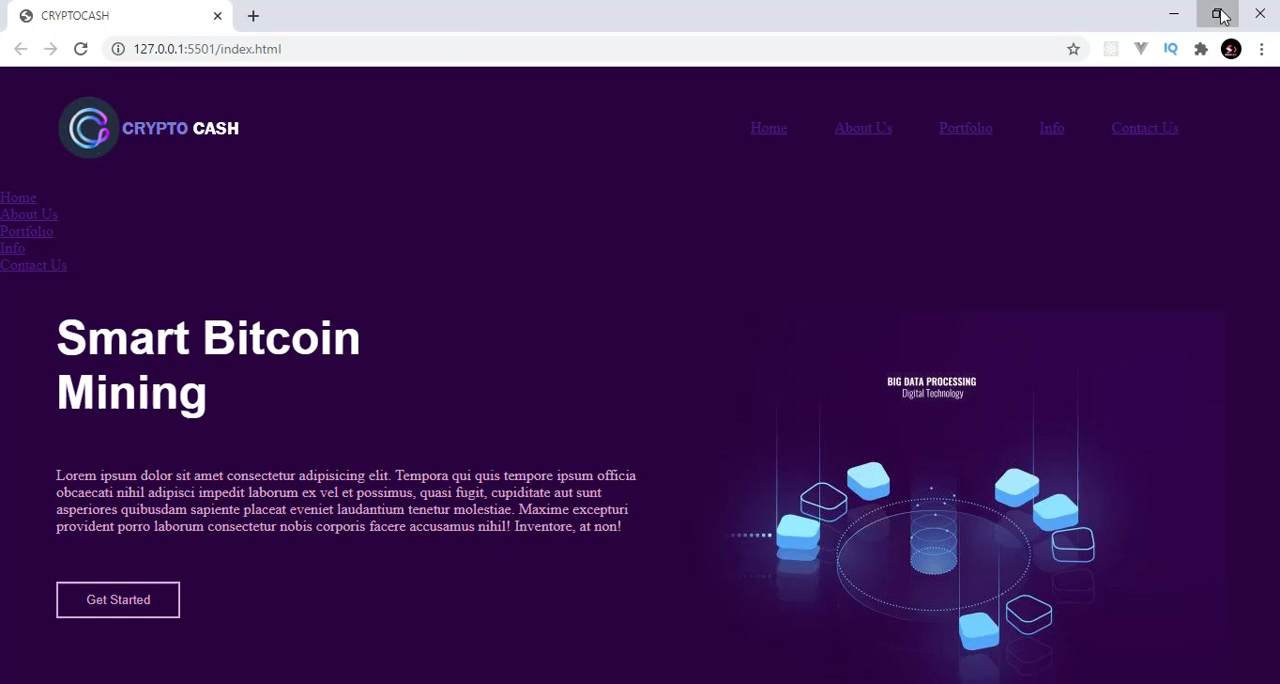 CRYPTOCASH
127.0.0.1:5501/index.html
IQ
CRYPTO CASH
Home
About Us
Portfolio
Info
Contact Us
Home
About Us
Portfolio
Info
Contact Us
Smart Bitcoin
Mining
BIG DATA PROCESSING
Digital Technology
Lorem ipsum dolor sit amet consectetur adipisicing elit. Tempora qui quis tempore ipsum officia
obcaecati nihil adipisci impedit laborum ex vel et possimus, quasi fugit, cupiditate aut sunt
asperiores quibusdam sapiente placeat eveniet laudantium tenetur molestiae. Maxime excepturi
provident porro laborum consectetur nobis corporis facere accusamus nihil! Inventore, at non!
Get Started